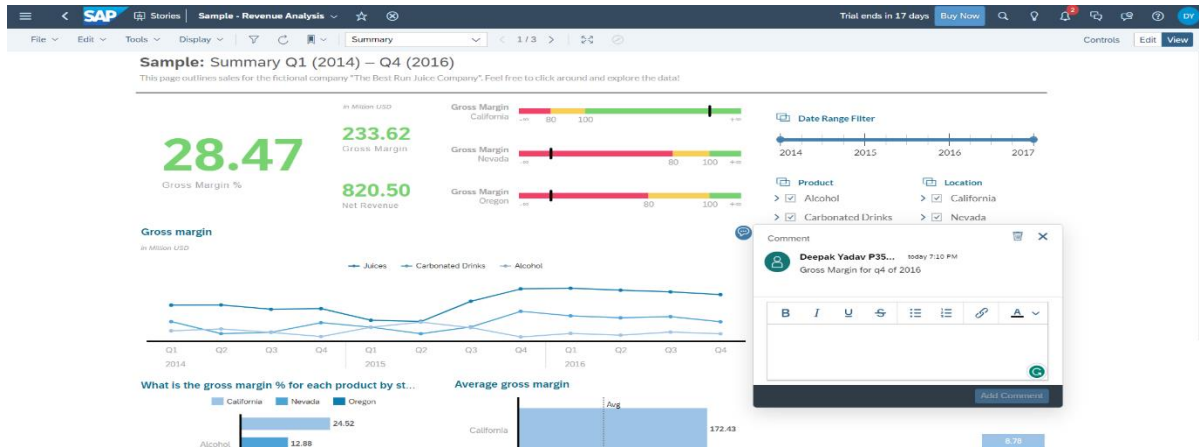 SAP Stories Sample - Revenue Analysis Trial ends in 17 days Buy Now 2 DY
File Edit Tools Display Summary 1/3 Controls Edit View
Sample: Summary Q1 (2014) – Q4 (2016)
This page outlines sales for the fictional company "The Best Run Juice Company". Feel free to click around and explore the data!
28.47
Gross Margin %
in Million USD
233.62
Gross Margin
820.50
Net Revenue
Gross Margin
California
80 100
Gross Margin
Nevada
80 100
Gross Margin
Oregon
80 100
Date Range Filter
2014 2015 2016 2017
Product
Alcohol
Carbonated Drinks
Location
California
Nevada
Gross margin
in Million USD
Juices Carbonated Drinks Alcohol
Q1 Q2 Q3 Q4 Q1 Q2 Q3 Q4 Q1 Q2 Q3 Q4
2014 2015 2016
Comment
Deepak Yadav P35... today 7:10 PM
Gross Margin for q4 of 2016
B I U S A
Add Comment
What is the gross margin % for each product by st...
California Nevada Oregon
24.52
Alcohol 12.88
Average gross margin
Avg
California 172.43
8.78